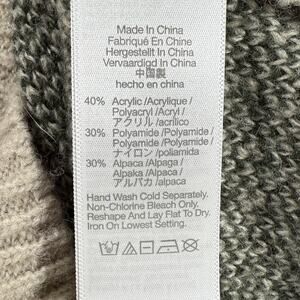 Made In China
Fabriqué En Chine
Hergestellt In China
Vervaardigd In China
中国製
hecho en china
40% Acrylic /Acrylique /
Polyacryl /Acryl /
アクリル /acrílico
30% Polyamide /Polyamide /
Polyamid /Polyamide /
ナイロン /poliamida
30% Alpaca /Alpaga /
Alpaka /Alpaca /
アルパカ /alpaca
Hand Wash Cold Separately.
Non-Chlorine Bleach Only.
Reshape And Lay Flat To Dry.
Iron On Lowest Setting.